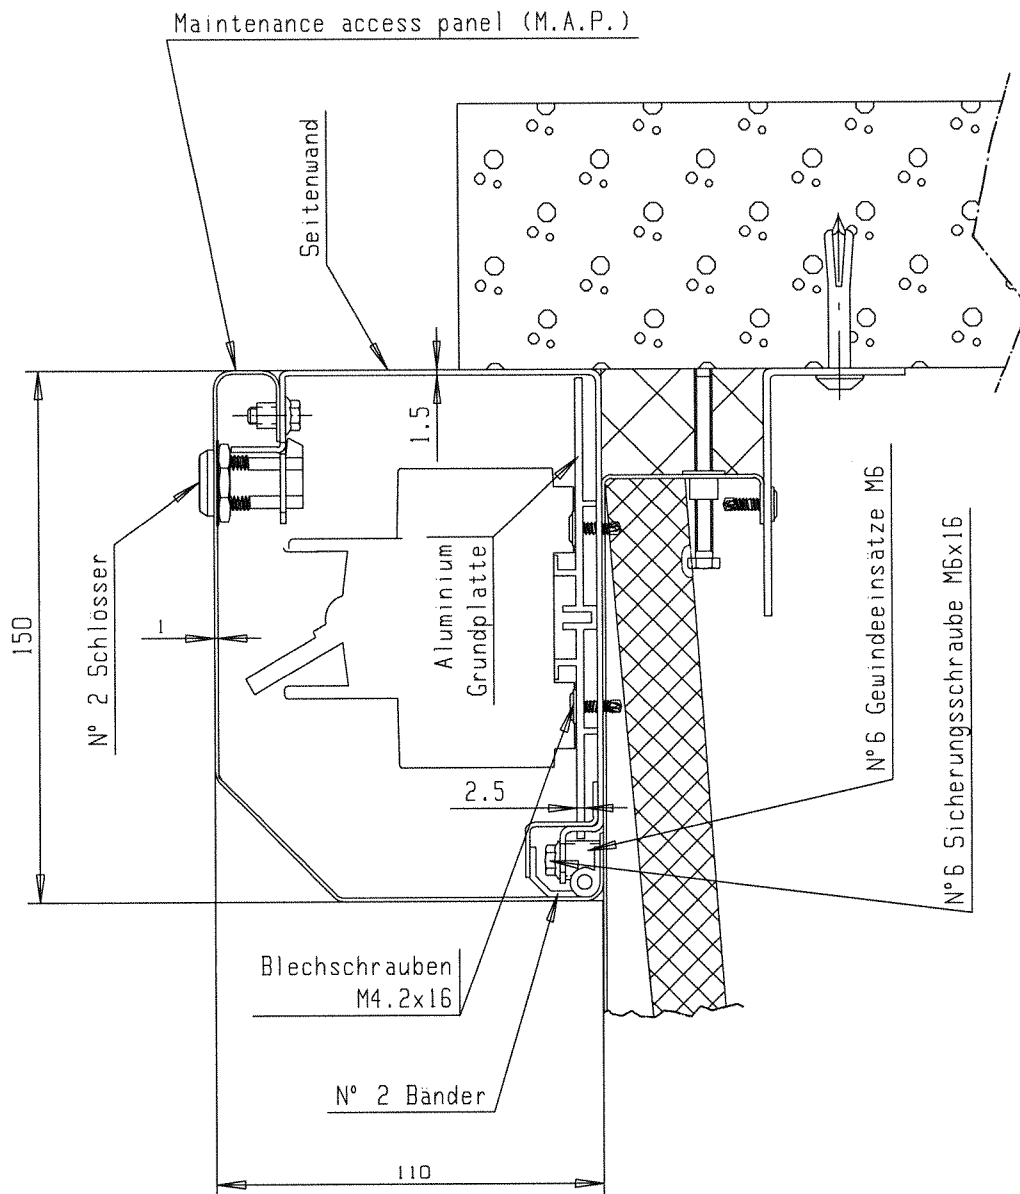 Maintenance access panel (M.A.P.)
Seitenwand
1.5
N° 2 Schlösser
150
1
Aluminium
Grundplatte
2.5
N°6 Gewindeeinsätze M6
N°6 Sicherungsschraube M6x16
Blechschrauben
M4.2x16
N° 2 Bänder
110